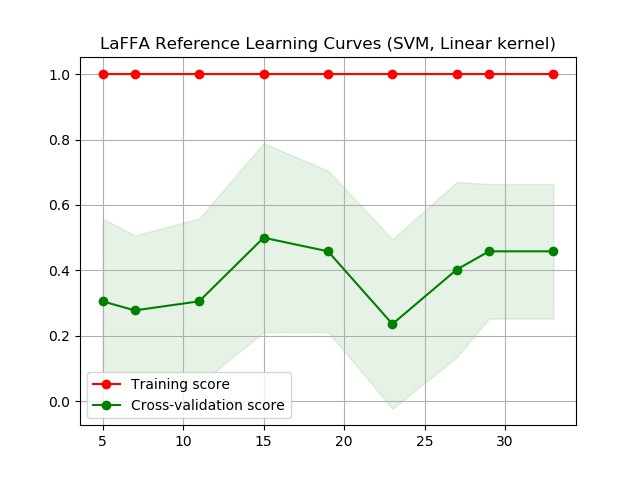 LaFFA Reference Learning Curves (SVM, Linear kernel)
1.0
0.8
0.6
0.4
0.2
0.0
Training score
Cross-validation score
5 10 15 20 25 30